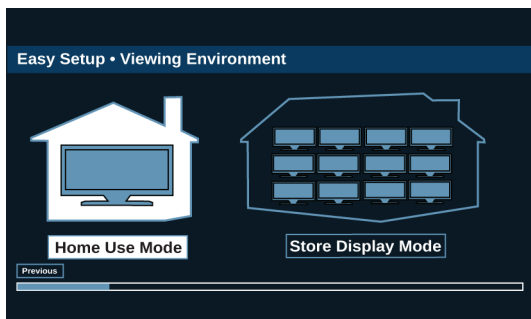 Easy Setup • Viewing Environment
Home Use Mode
Store Display Mode
Previous